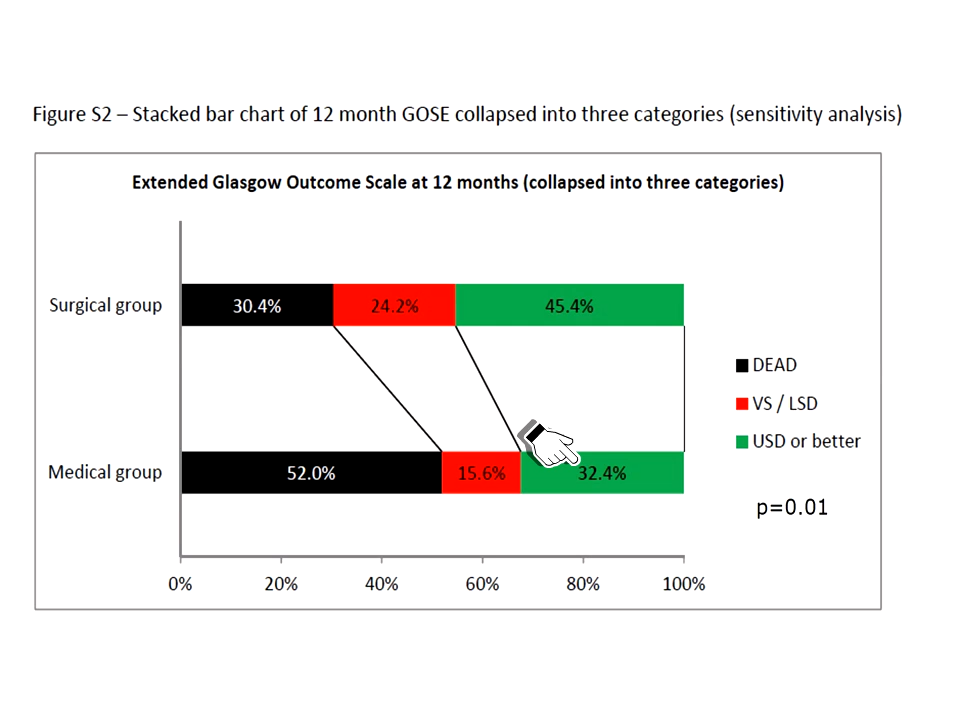 Figure S2 – Stacked bar chart of 12 month GOSE collapsed into three categories (sensitivity analysis)
Extended Glasgow Outcome Scale at 12 months (collapsed into three categories)
Surgical group 30.4% 24.2% 45.4%
DEAD
VS / LSD
USD or better
Medical group 52.0% 15.6% 32.4%
p=0.01
0% 20% 40% 60% 80% 100%